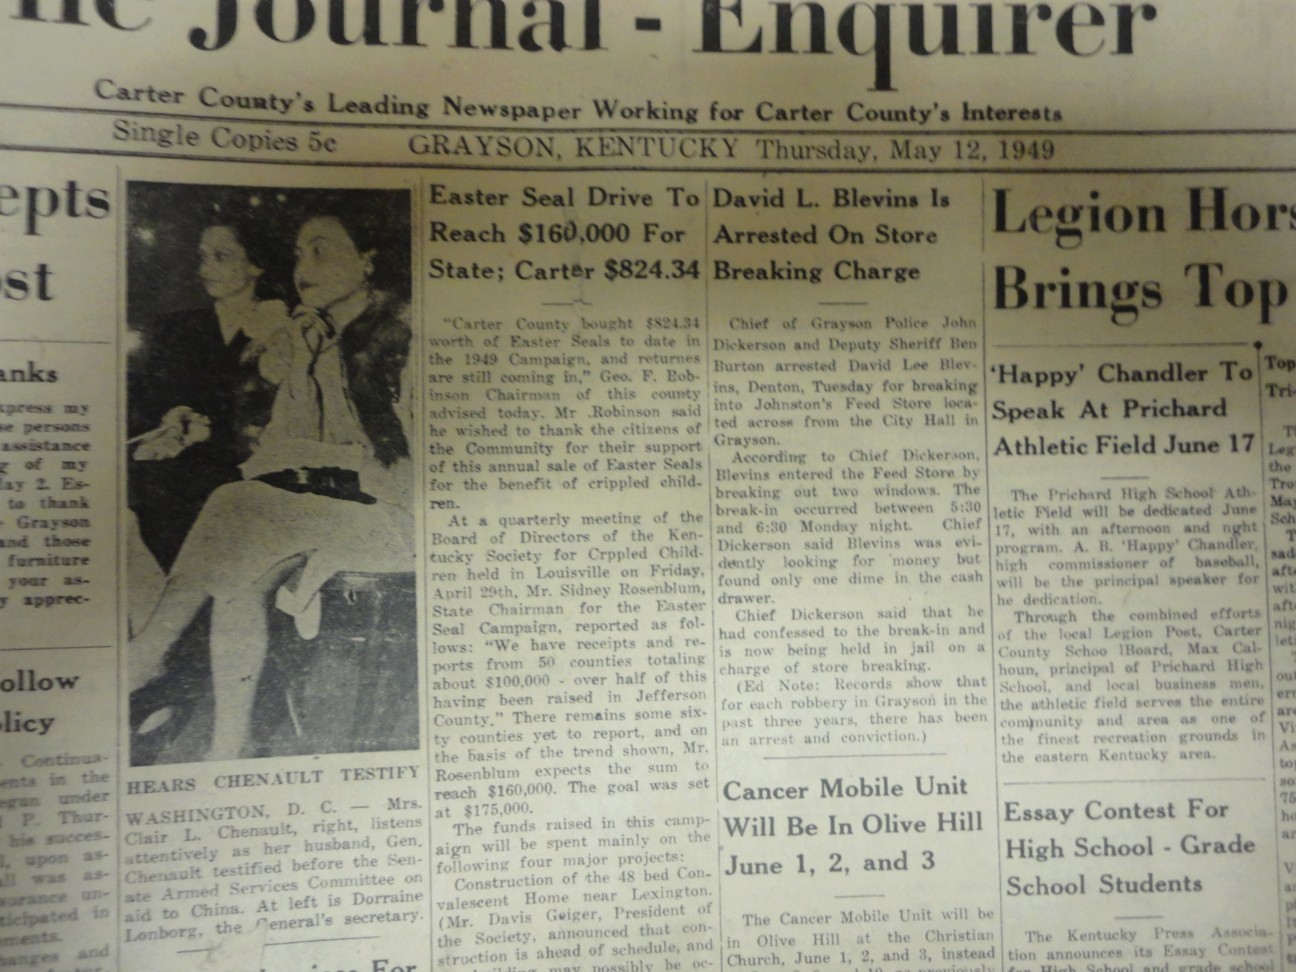 Journal - Enquirer
Carter County's Leading Newspaper Working for Carter County's Interests
Single Copies 5c GRAYSON, KENTUCKY Thursday, May 12, 1949
epts
ost
anks
xpress my
se persons
assistance
g of my
May 2. Es-
to thank
- Grayson
and those
furniture
your as-
y apprec-
ollow
licy
. Continua-
ents in the
egun under
P. Thur-
his succes-
l, upon as-
all was as-
surance un-
ticipated in
ments.
hanges and
HEARS CHENAULT TESTIFY
WASHINGTON, D. C. — Mrs.
Clair L. Chenault, right, listens
attentively as her husband, Gen.
Chenault testified before the Sen-
ate Armed Services Committee on
aid to China. At left is Dorraine
Lonborg, the General's secretary.
For
Easter Seal Drive To
Reach $160,000 For
State; Carter $824.34
"Carter County bought $824.34
worth of Easter Seals to date in
the 1949 Campaign, and returnes
are still coming in," Geo. F. Rob-
inson Chairman of this county
advised today. Mr .Robinson said
he wished to thank the citizens of
the Community for their support
of this annual sale of Easter Seals
for the benefit of crippled child-
ren.
At a quarterly meeting of the
Board of Directors of the Ken-
tucky Society for Crppled Child-
ren held in Louisville on Friday,
April 29th, Mr. Sidney Rosenblum,
State Chairman for the Easter
Seal Campaign, reported as fol-
lows: "We have receipts and re-
ports from 50 counties totaling
about $100,000 - over half of this
having been raised in Jefferson
County." There remains some six-
ty counties yet to report, and on
the basis of the trend shown, Mr.
Rosenblum expects the sum to
reach $160,000. The goal was set
at $175,000.
The funds raised in this camp-
aign will be spent mainly on the
following four major projects:
Construction of the 48 bed Con-
valescent Home near Lexington.
(Mr. Davis Geiger, President of
the Society, announced that con-
struction is ahead of schedule, and
building may possibly be oc-
David L. Blevins Is
Arrested On Store
Breaking Charge
Chief of Grayson Police John
Dickerson and Deputy Sheriff Ben
Burton arrested David Lee Blev-
ins, Denton, Tuesday for breaking
into Johnston's Feed Store loca-
ted across from the City Hall in
Grayson.
According to Chief Dickerson,
Blevins entered the Feed Store by
breaking out two windows. The
break-in occurred between 5:30
and 6:30 Monday night. Chief
Dickerson said Blevins was evi-
dently looking for money but
found only one dime in the cash
drawer.
Chief Dickerson said that he
had confessed to the break-in and
is now being held in jail on a
charge of store breaking.
(Ed Note: Records show that
for each robbery in Grayson in the
past three years, there has been
an arrest and conviction.)
Cancer Mobile Unit
Will Be In Olive Hill
June 1, 2, and 3
The Cancer Mobile Unit will be
in Olive Hill at the Christian
Church, June 1, 2, and 3, instead
Legion Hors
Brings Top
'Happy' Chandler To
Speak At Prichard
Athletic Field June 17
The Prichard High School Ath-
letic Field will be dedicated June
17, with an afternoon and nght
program. A. B. 'Happy' Chandler,
high commissioner of baseball,
will be the principal speaker for
he dedication.
Through the combined efforts
of the local Legion Post, Carter
County Schoo lBoard, Max Cal-
houn, principal of Prichard High
School, and local business men,
the athletic field serves the entire
community and area as one of
the finest recreation grounds in
the eastern Kentucky area.
Essay Contest For
High School - Grade
School Students
The Kentucky Press Associa-
tion announces its Essay Contest
for High School and grade school
Top
Tri-